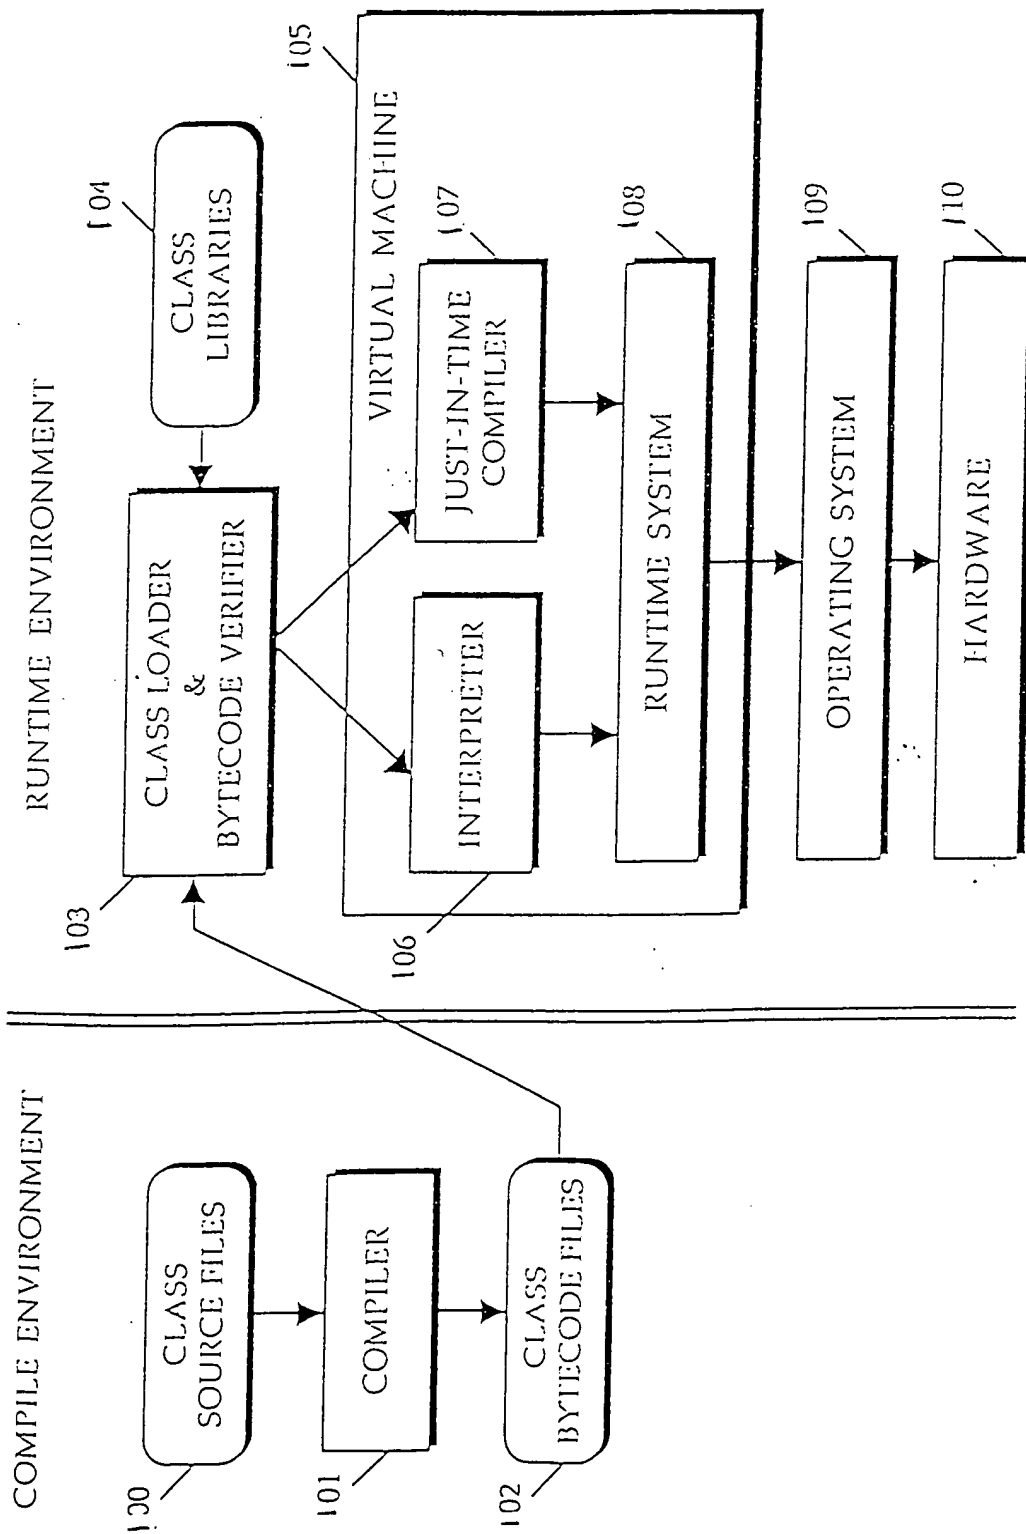 COMPILE ENVIRONMENT
100
CLASS
SOURCE FILES
101
COMPILER
102
CLASS
BYTECODE FILES
RUNTIME ENVIRONMENT
103
CLASS LOADER
&
BYTECODE VERIFIER
104
CLASS
LIBRARIES
105
VIRTUAL MACHINE
106
INTERPRETER
107
JUST-IN-TIME
COMPILER
108
RUNTIME SYSTEM
109
OPERATING SYSTEM
110
HARDWARE